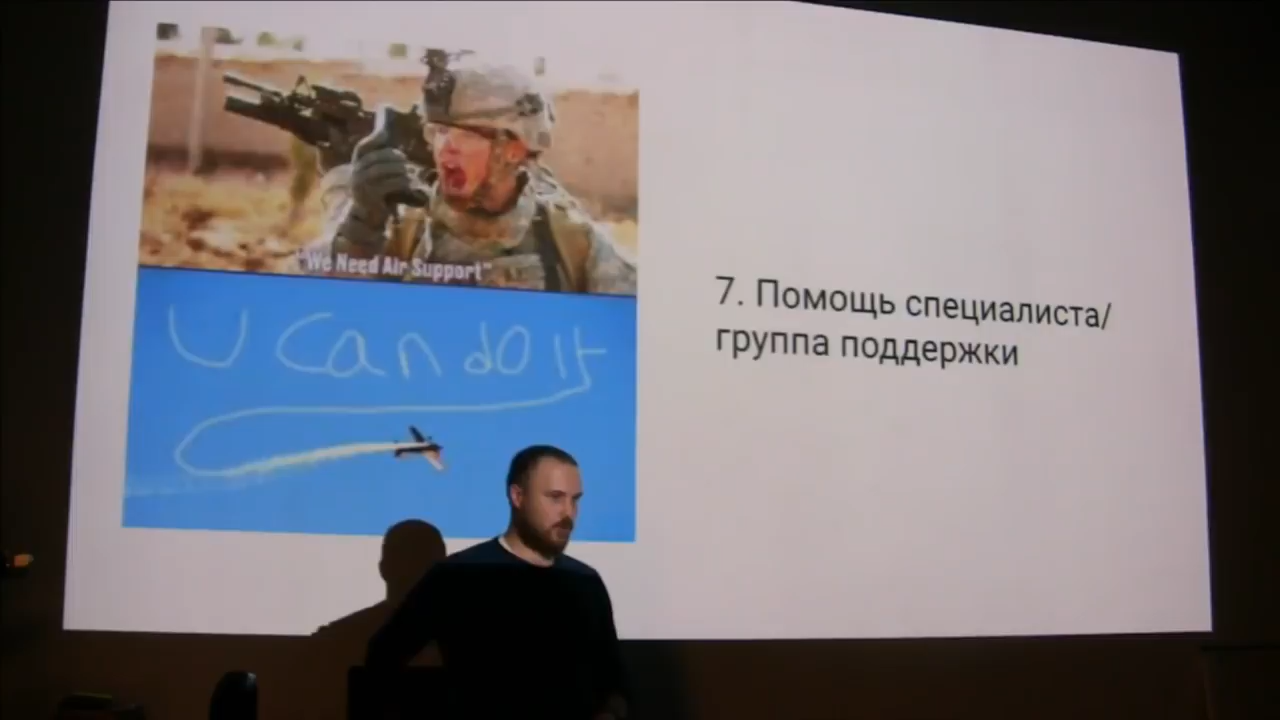 "We Need Air Support"
U Can dO It
7. Помощь специалиста/
группа поддержки